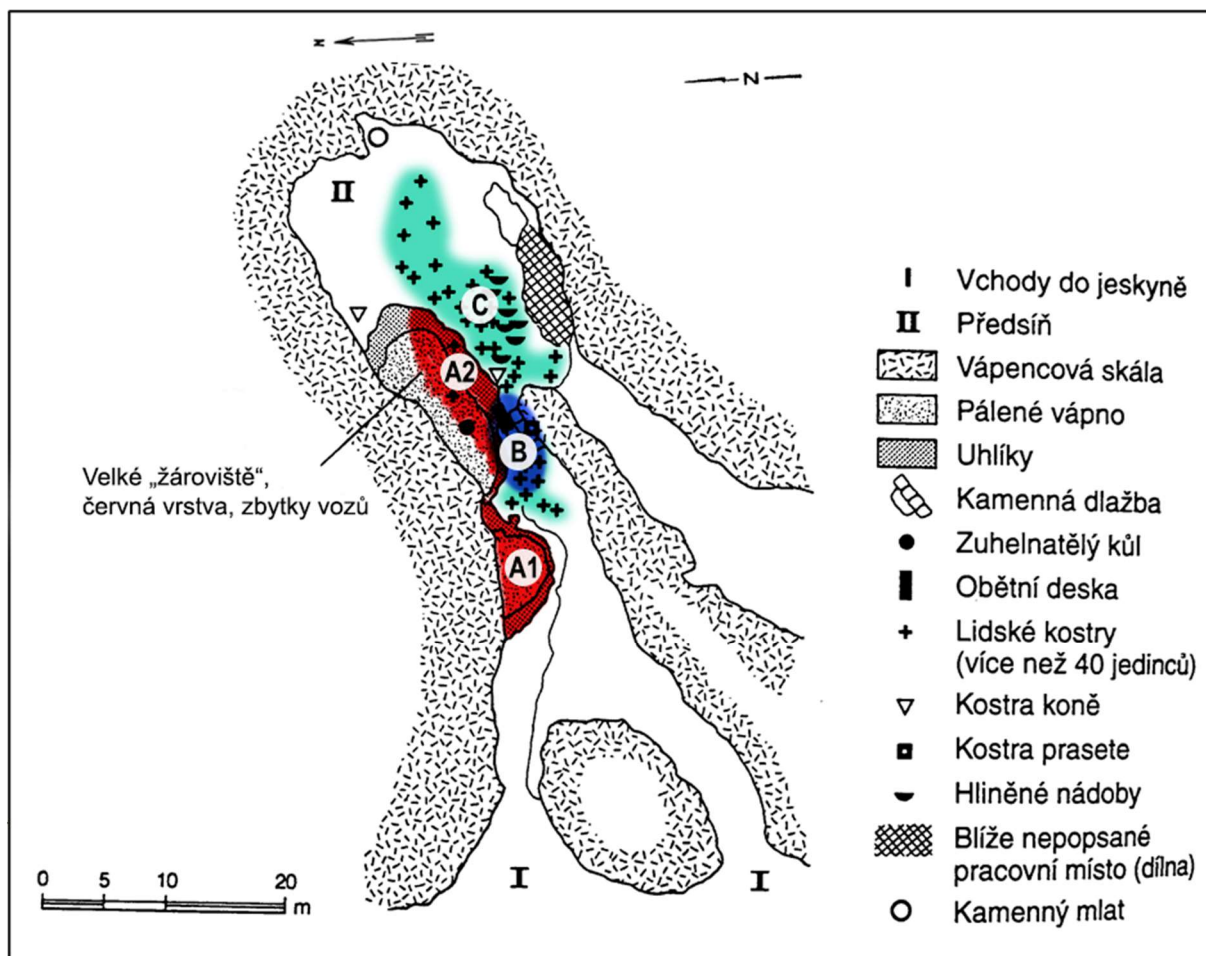 N
II
C
A2
B
A1
Velké „žároviště“,
červná vrstva, zbytky vozů
I
I
0 5 10 20
m
I Vchody do jeskyně
II Předsíň
Vápencová skála
Pálené vápno
Uhlíky
Kamenná dlažba
Zuhelnatělý kůl
Obětní deska
Lidské kostry
(více než 40 jedinců)
Kostra koně
Kostra prasete
Hliněné nádoby
Blíže nepopsané
pracovní místo (dílna)
Kamenný mlat